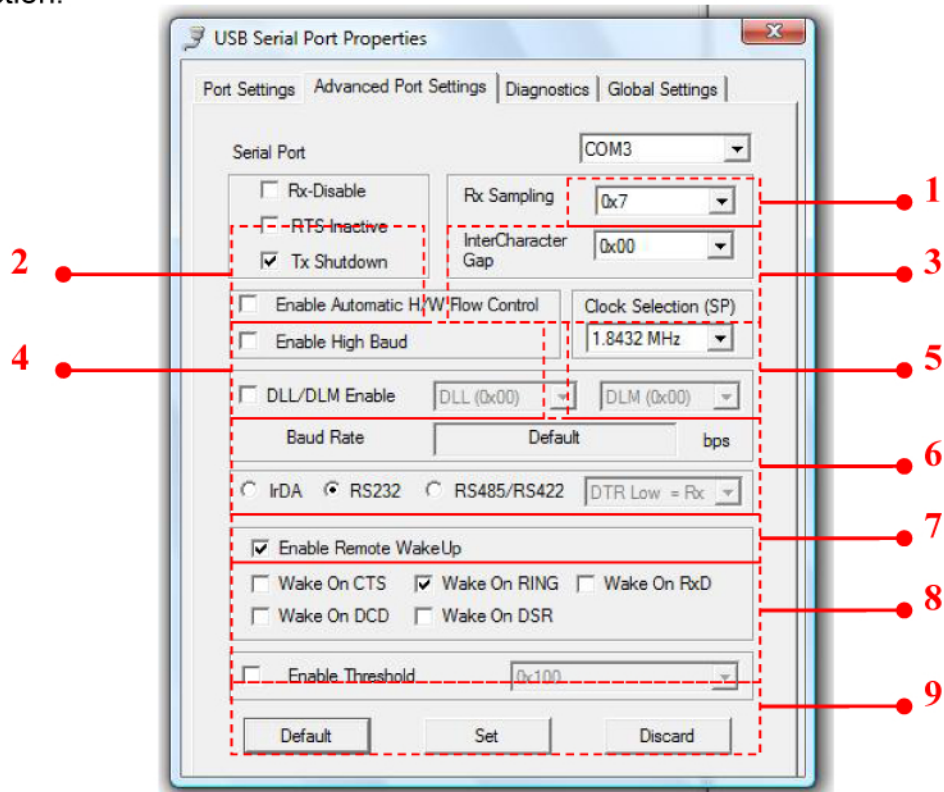 USB Serial Port Properties
Port Settings Advanced Port Settings Diagnostics Global Settings
Serial Port COM3
Rx-Disable Rx Sampling 0x7 1
RTS Inactive
InterCharacter Gap 0x00
2 Tx Shutdown 3
Enable Automatic H/W Flow Control Clock Selection (SP)
Enable High Baud 1.8432 MHz
4 5
DLL/DLM Enable DLL (0x00) DLM (0x00)
Baud Rate Default bps
6
IrDA RS232 RS485/RS422 DTR Low = Rx
7
Enable Remote WakeUp
Wake On CTS Wake On RING Wake On RxD
8
Wake On DCD Wake On DSR
Enable Threshold 0x100
9
Default Set Discard